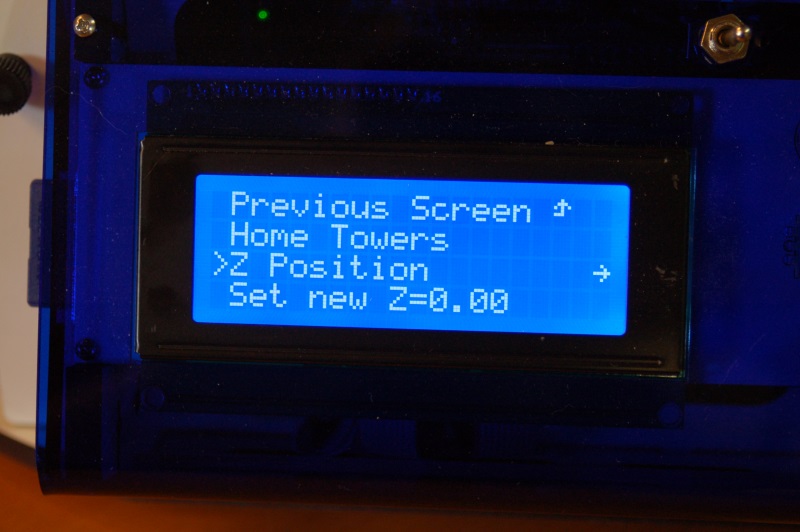 Previous Screen ↑
Home Towers
>Z Position →
Set new Z=0.00